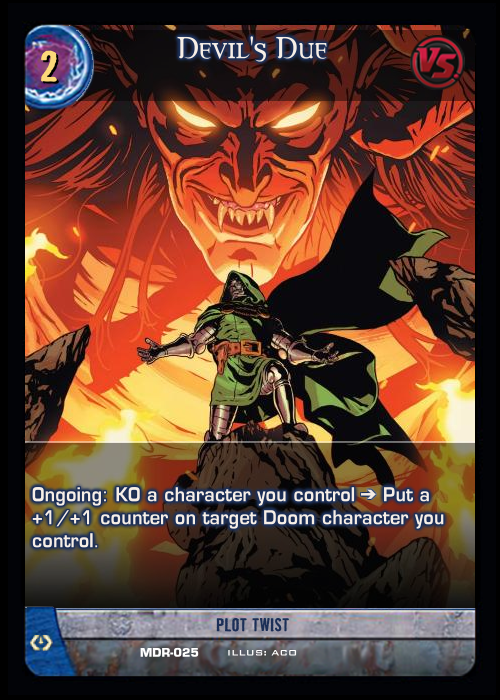 Devil's Due
2
VS
Ongoing: KO a character you control ➔ Put a
+1/+1 counter on target Doom character you
control.
PLOT TWIST
MDR-025 ILLUS: ACO